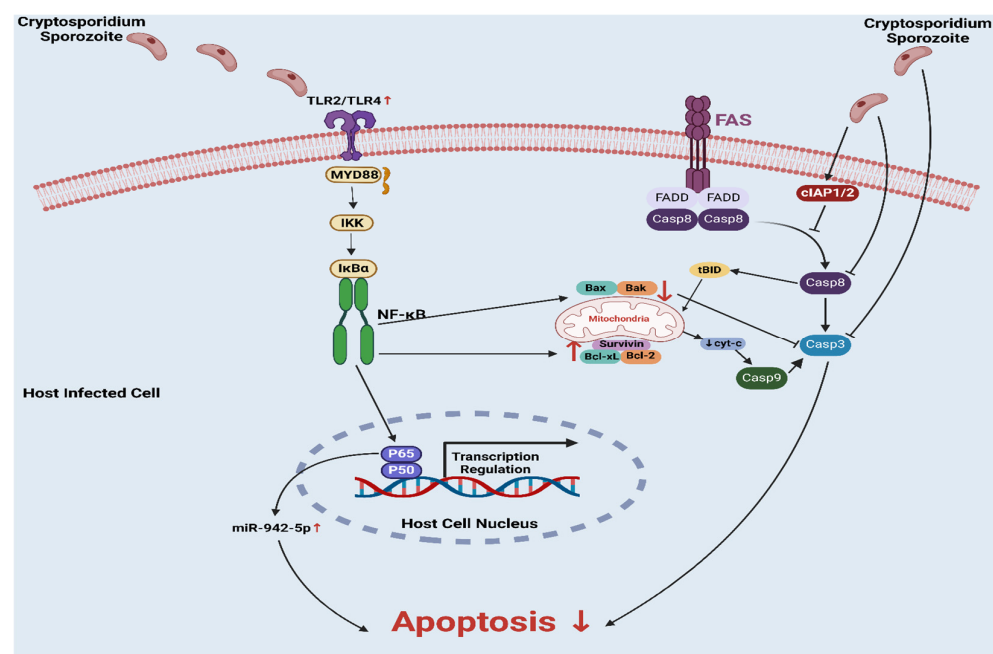 Cryptosporidium
Sporozoite
Cryptosporidium
Sporozoite
TLR2/TLR4↑
FAS
MYD88
cIAP1/2
FADD FADD
Casp8 Casp8
IKK
IκBα
tBID
Casp8
Bax Bak ↓
NF-κB
Mitochondria
Survivin
↓cyt-c
Casp3
↑ Bcl-xL Bcl-2
Casp9
Host Infected Cell
P65
P50
Transcription
Regulation
Host Cell Nucleus
miR-942-5p↑
Apoptosis ↓